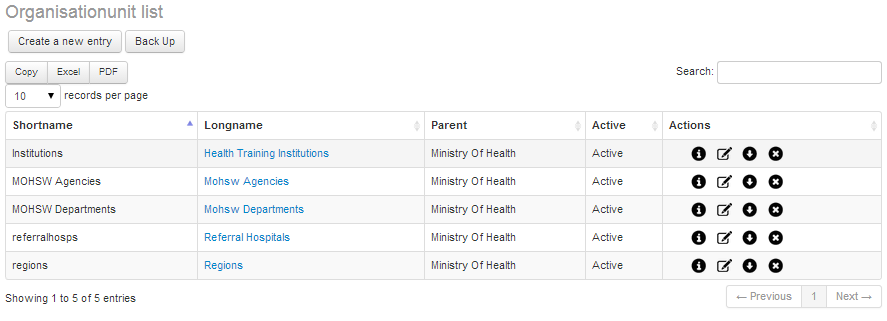 Organisationunit list
Create a new entry Back Up
Copy Excel PDF Search:
10 records per page
Shortname Longname Parent Active Actions
Institutions Health Training Institutions Ministry Of Health Active
MOHSW Agencies Mohsw Agencies Ministry Of Health Active
MOHSW Departments Mohsw Departments Ministry Of Health Active
referralhosps Referral Hospitals Ministry Of Health Active
regions Regions Ministry Of Health Active
Showing 1 to 5 of 5 entries ← Previous 1 Next →